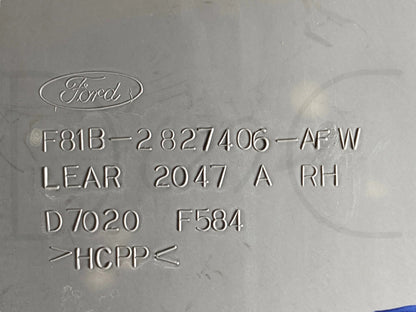 Ford
F81B-2827406-AFW
LEAR 2047 A RH
D7020 F584
>HCPP<